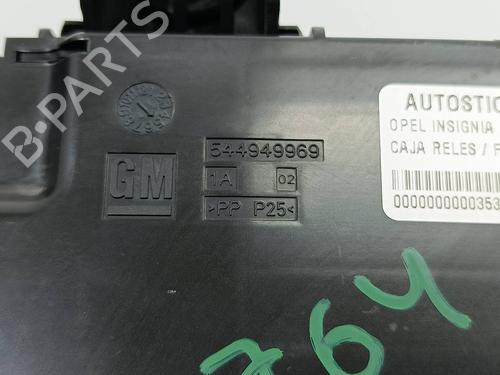 B-PARTS
544949969
GM
1A 02
>PP P25<
AUTOSTIC
OPEL INSIGNIA
CAJA RELES / F
00000000000353
764